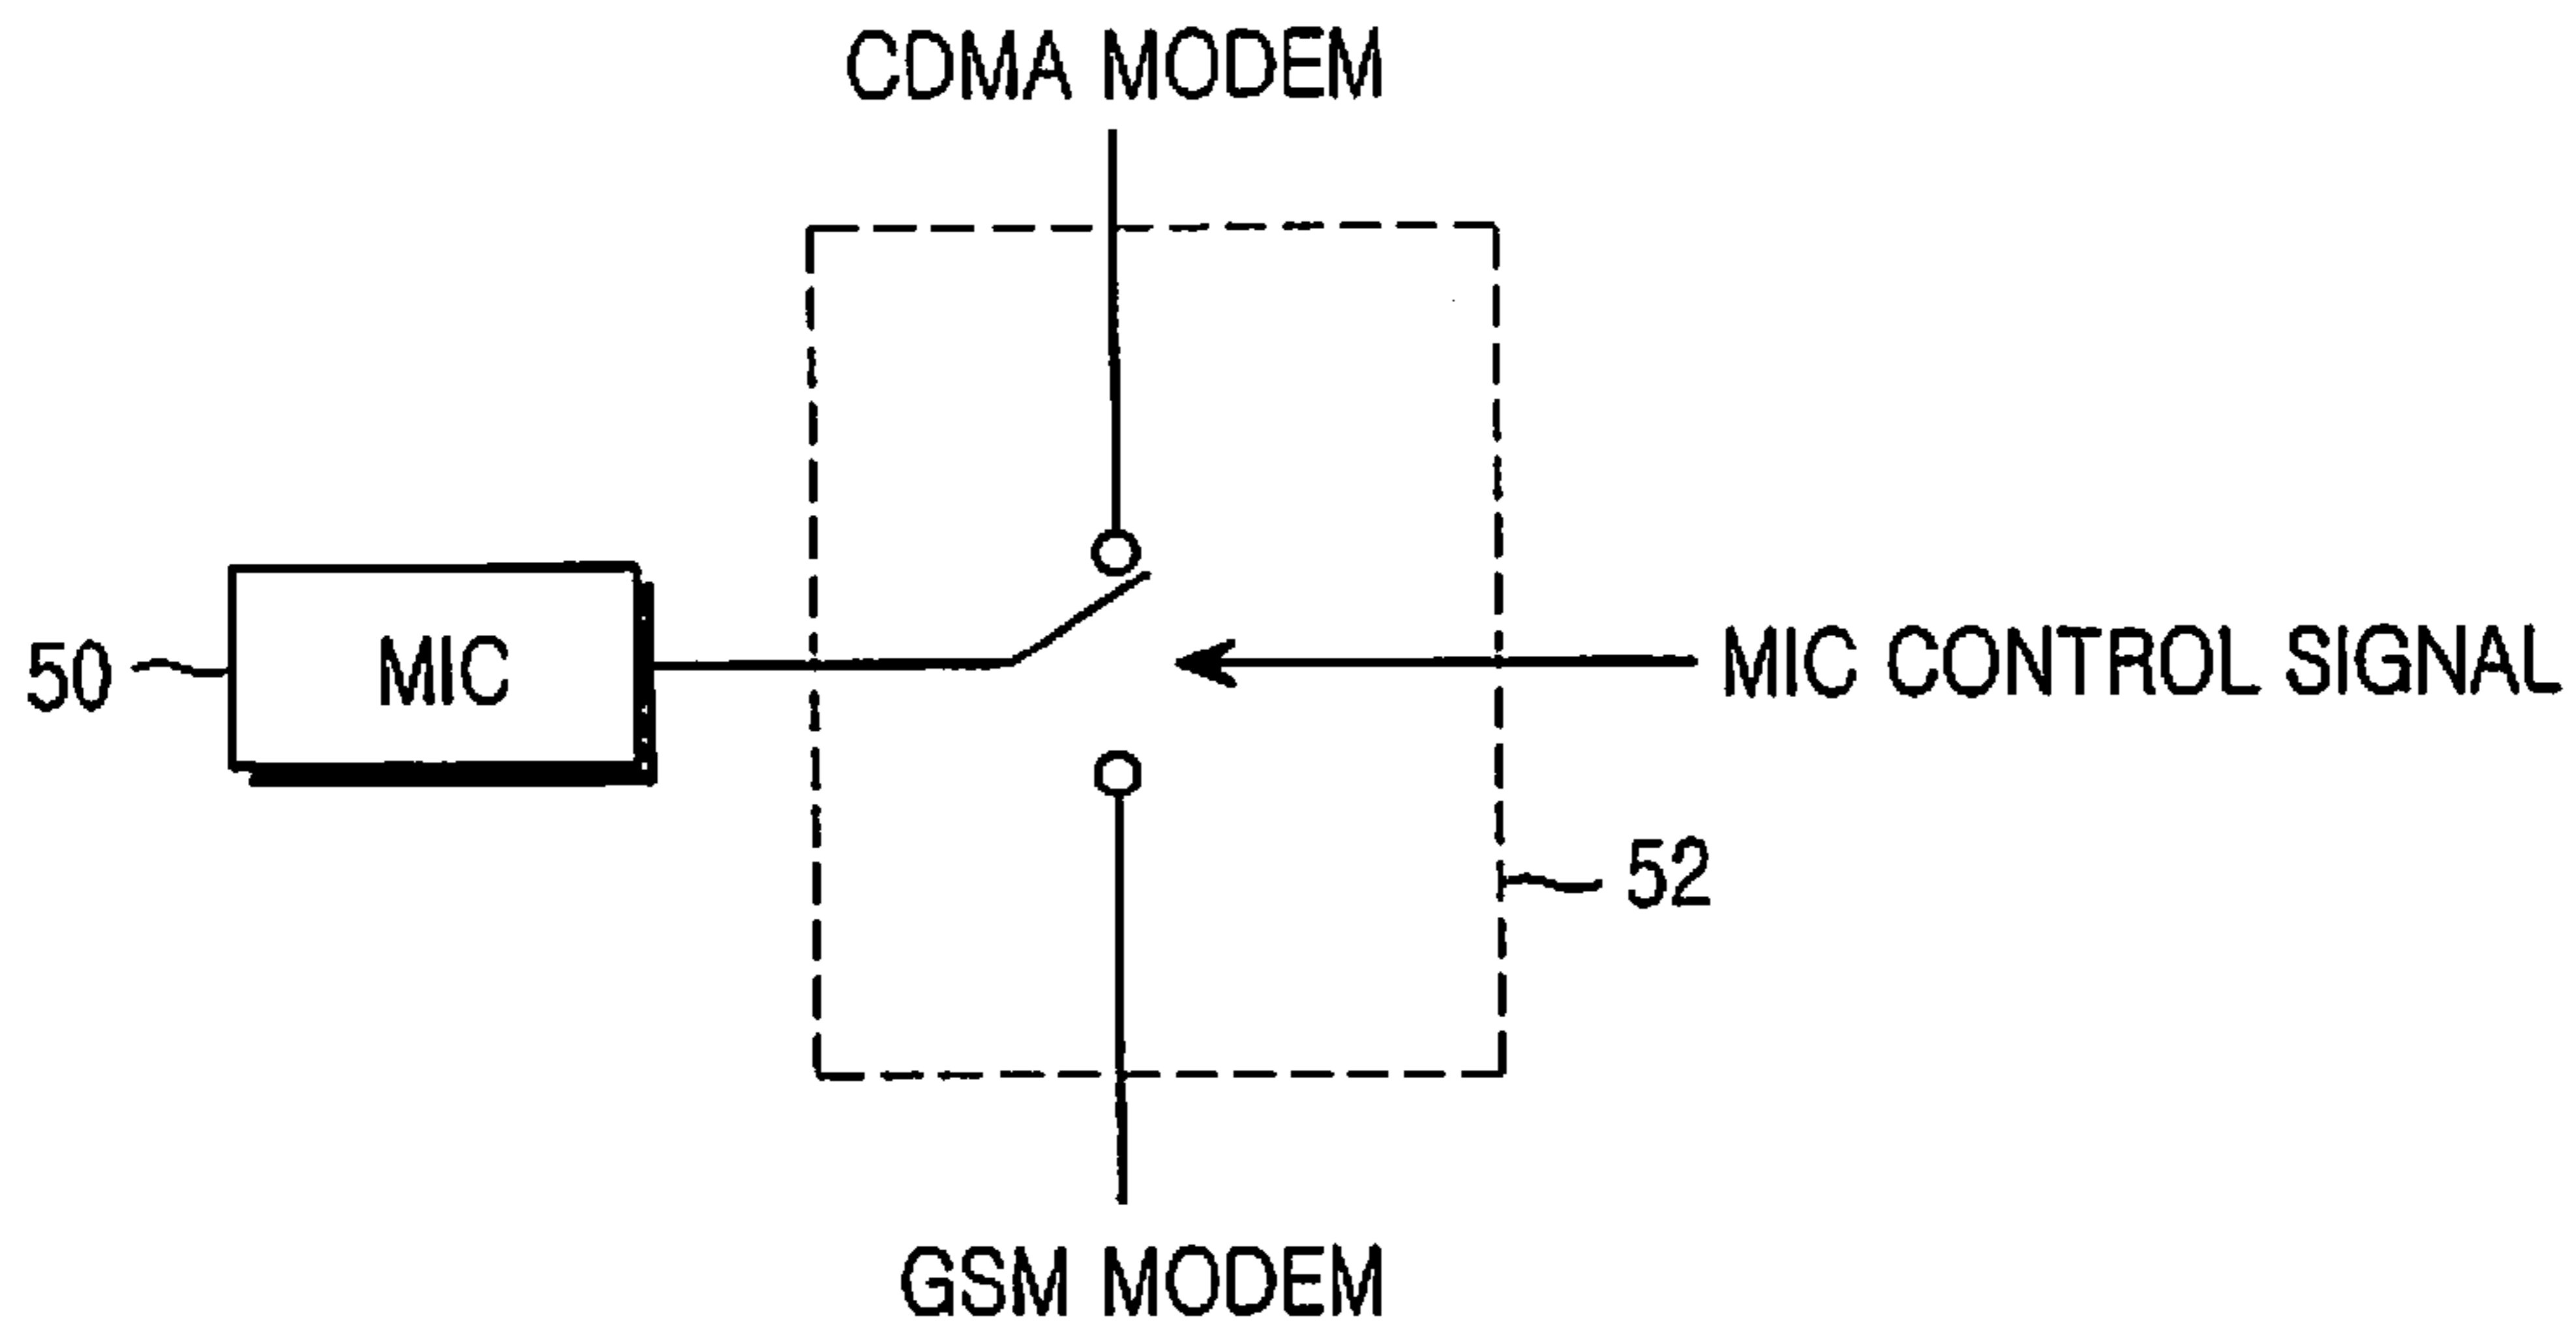 CDMA MODEM
50
MIC
MIC CONTROL SIGNAL
52
GSM MODEM